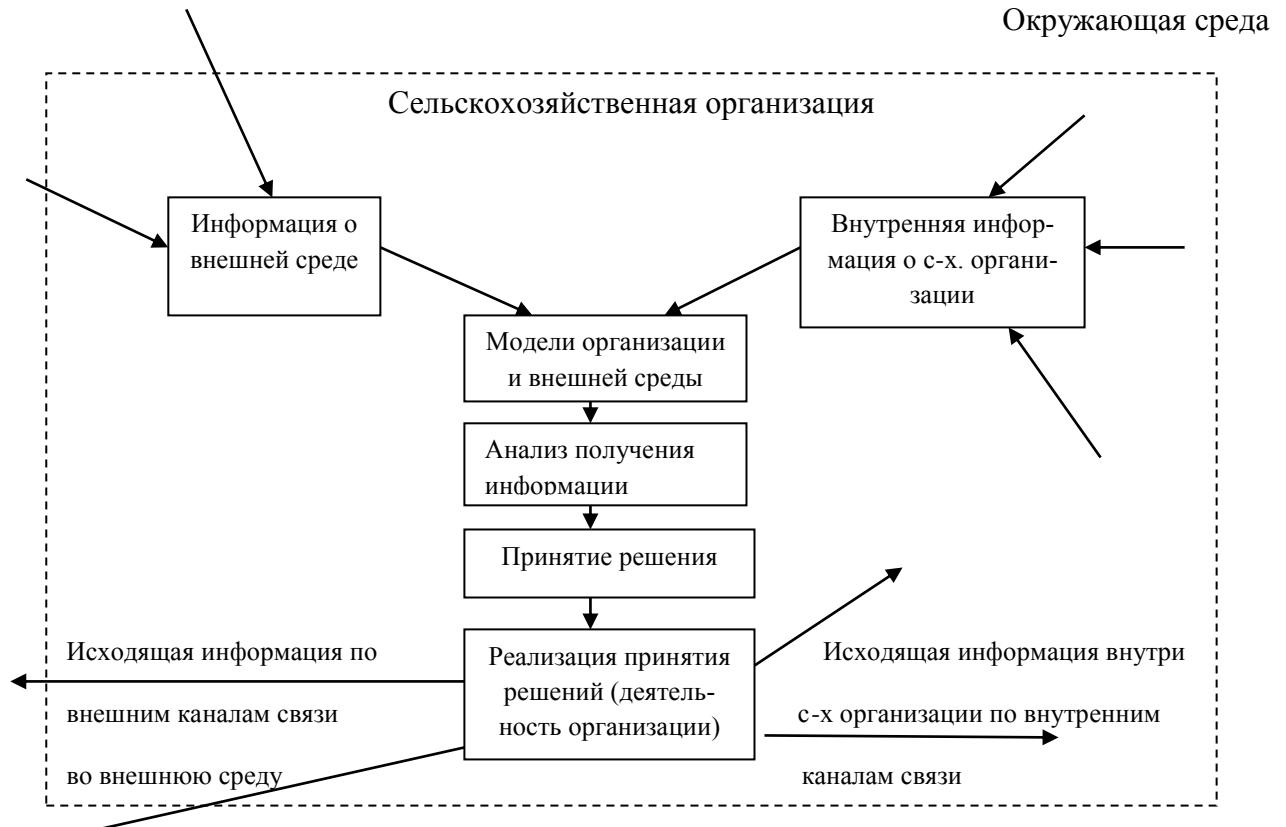 Окружающая среда
Сельскохозяйственная организация
Информация о
внешней среде
Внутренняя инфор-
мация о с-х. органи-
зации
Модели организации
и внешней среды
Анализ получения
информации
Принятие решения
Реализация принятия
решений (деятель-
ность организации)
Исходящая информация по
внешним каналам связи
во внешнюю среду
Исходящая информация внутри
с-х организации по внутренним
каналам связи